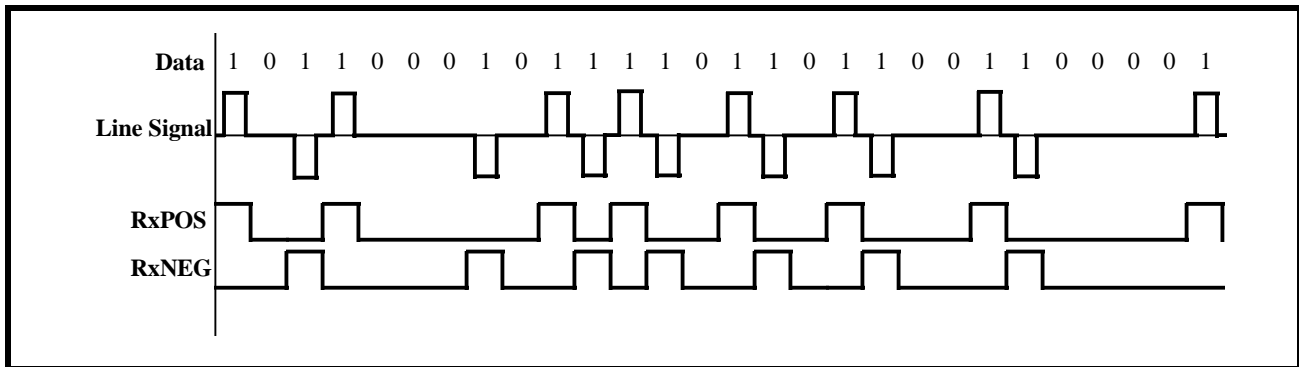 Data 1 0 1 1 0 0 0 1 0 1 1 1 1 0 1 1 0 1 1 0 0 1 1 0 0 0 0 1
Line Signal
RxPOS
RxNEG